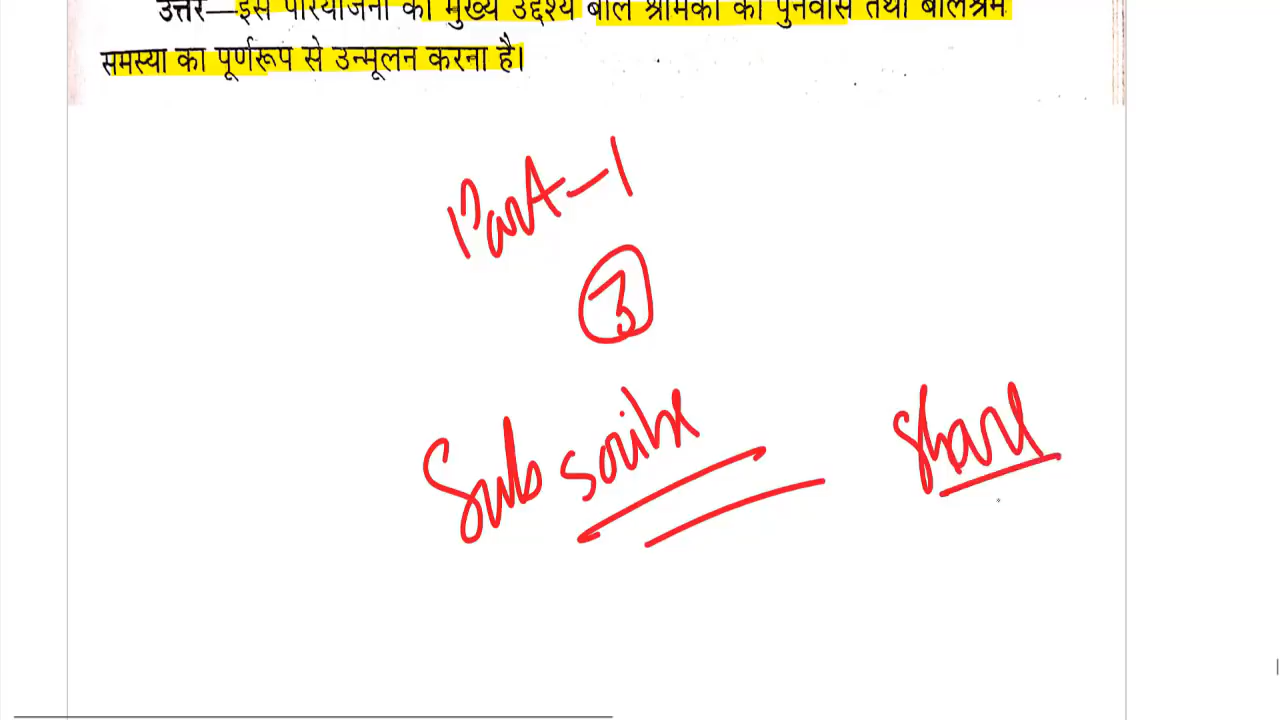 उत्तर—इस परियोजना का मुख्य उद्देश्य बाल श्रमिकों का पुनर्वास तथा बालश्रम
समस्या का पूर्णरूप से उन्मूलन करना है।
Part-1
3
Subscribe Share